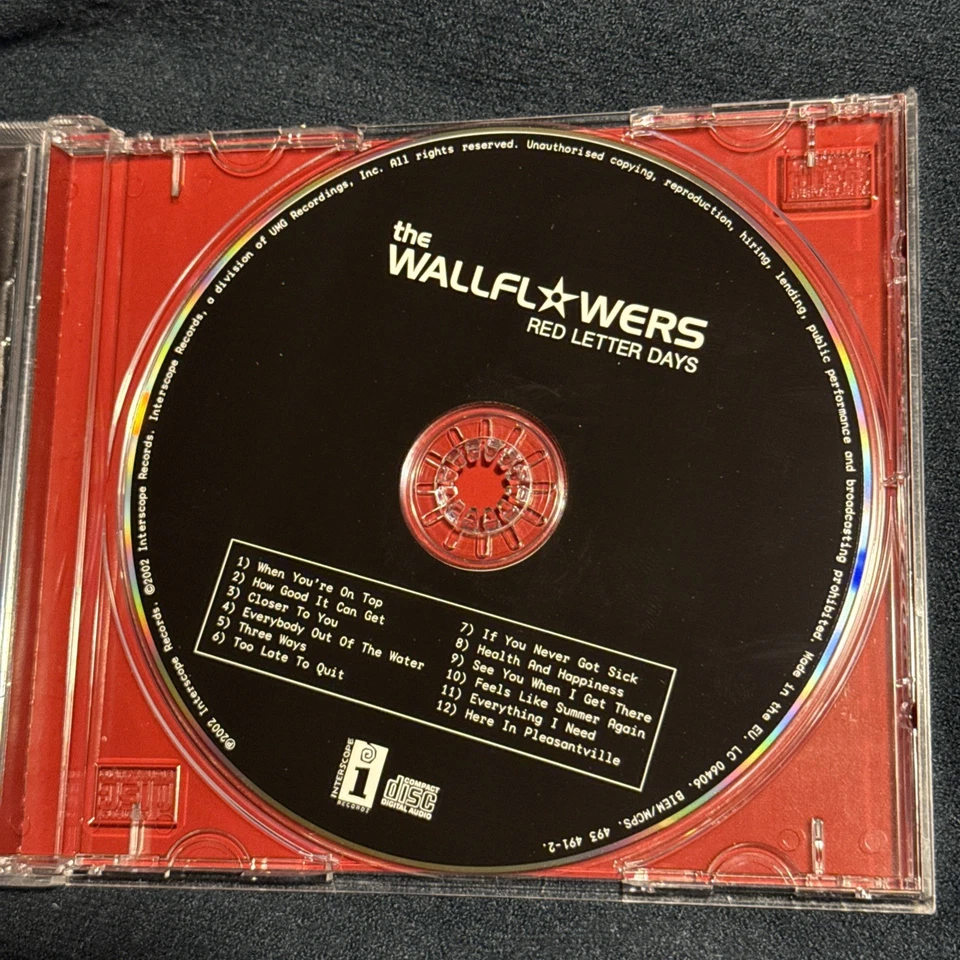 the
WALLFL☆WERS
RED LETTER DAYS
1) When You're On Top
2) How Good It Can Get
3) Closer To You
4) Everybody Out Of The Water
5) Three Ways
6) Too Late To Quit
7) If You Never Got Sick
8) Health And Happiness
9) See You When I Get There
10) Feels Like Summer Again
11) Everything I Need
12) Here In Pleasantville
INTERSCOPE
i
RECORDS
COMPACT
disc
DIGITAL AUDIO
℗2002 Interscope Records. ©2002 Interscope Records. Interscope Records, a division of UMG Recordings, Inc. All rights reserved. Unauthorised copying, reproduction, hiring, lending, public performance and broadcasting prohibited. Made in the EU. LC 06406. BIEM/MCPS. 493 491-2.